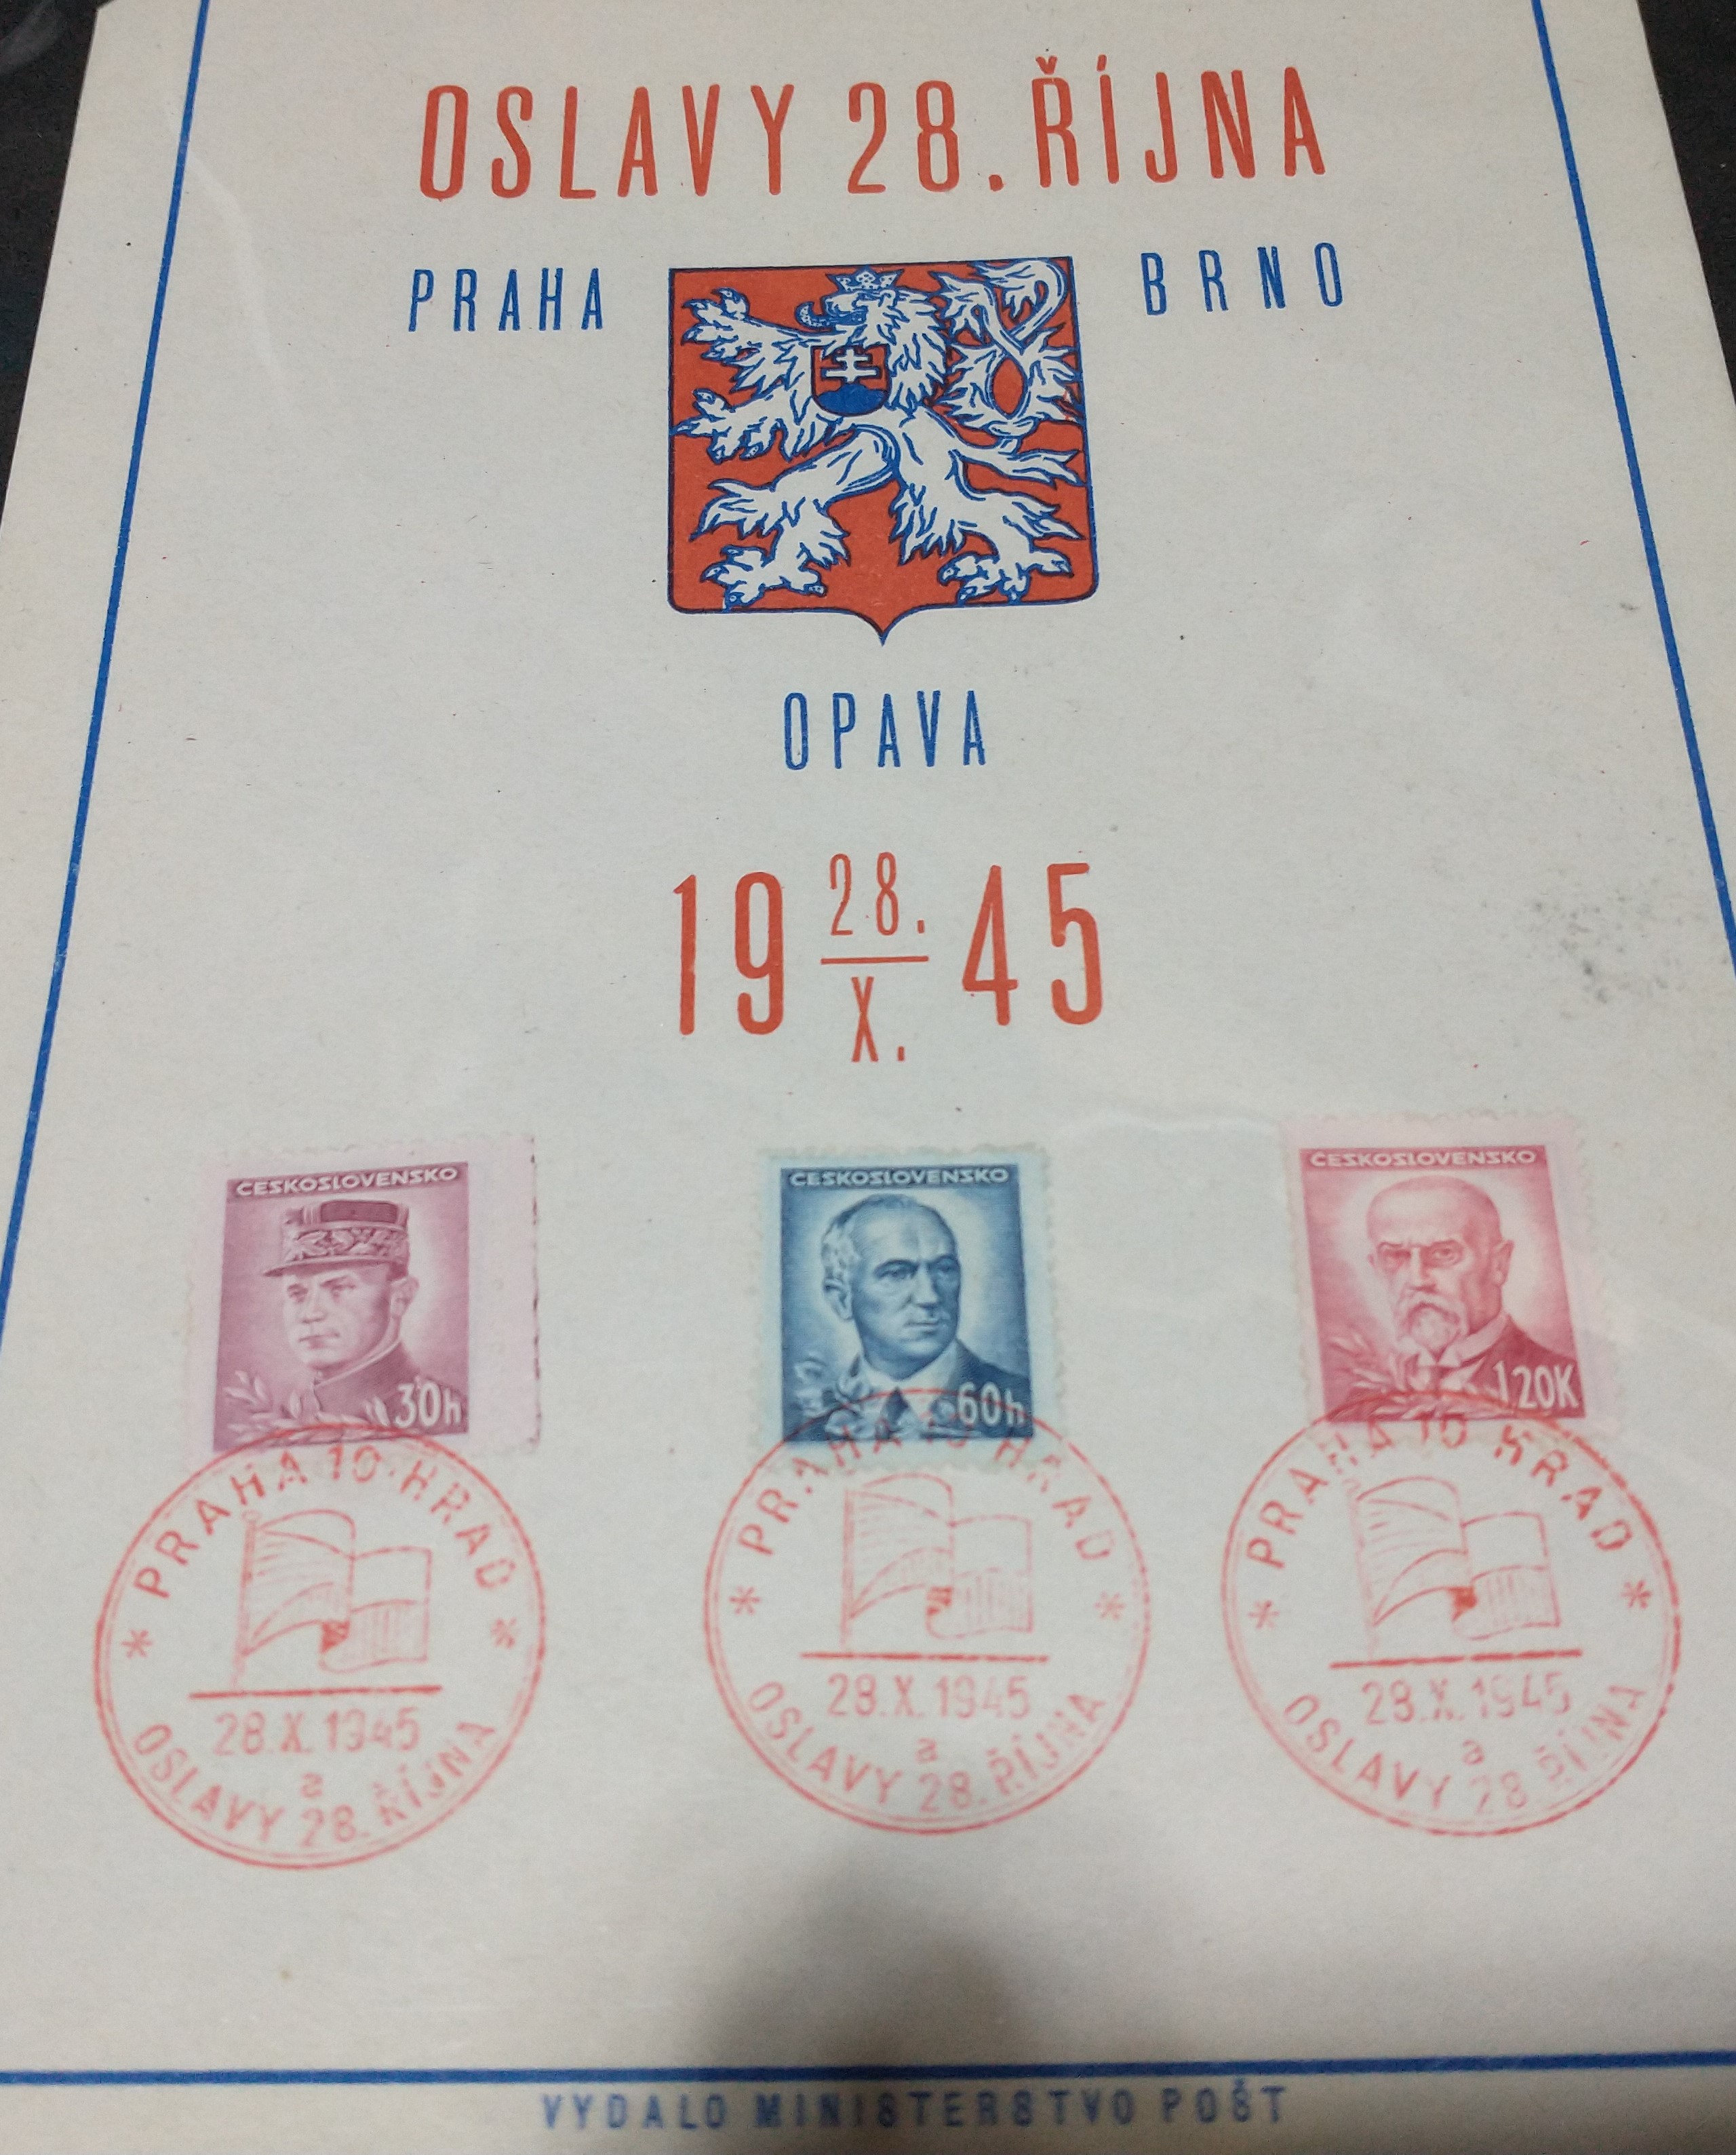 OSLAVY 28. ŘÍJNA
PRAHA
BRNO
OPAVA
19 28. X. 45
ČESKOSLOVENSKO
30h
ČESKOSLOVENSKO
60h
ČESKOSLOVENSKO
1,20K
PRAHA 10-HRAD
28.X.1945
a
OSLAVY 28. ŘÍJNA
PRAHA 10-HRAD
28.X.1945
a
OSLAVY 28. ŘÍJNA
PRAHA 10-HRAD
28.X.1945
a
OSLAVY 28. ŘÍJNA
VYDALO MINISTERSTVO POŠT